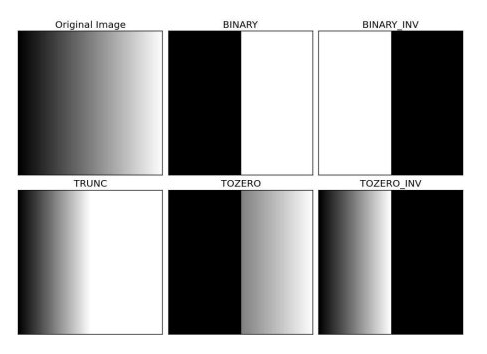 Original Image
BINARY
BINARY_INV
TRUNC
TOZERO
TOZERO_INV